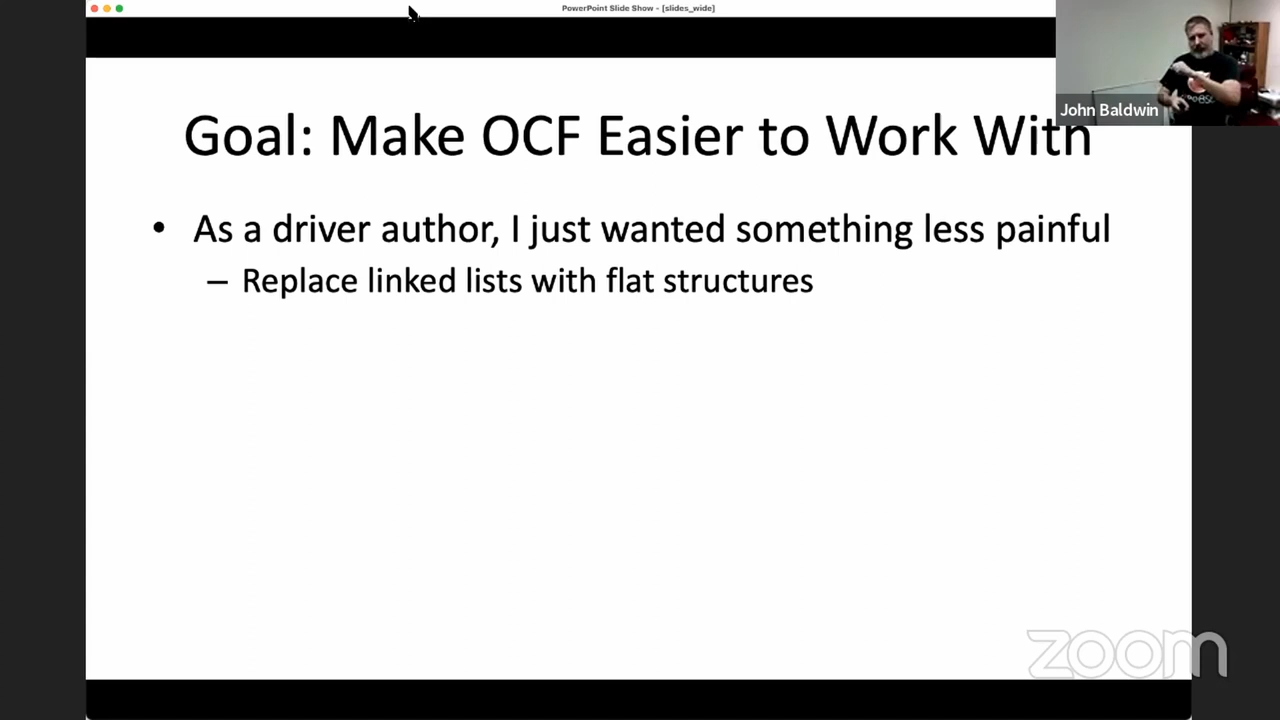 PowerPoint Slide Show - [slides_wide]
John Baldwin
Goal: Make OCF Easier to Work With
• As a driver author, I just wanted something less painful
– Replace linked lists with flat structures
zoom